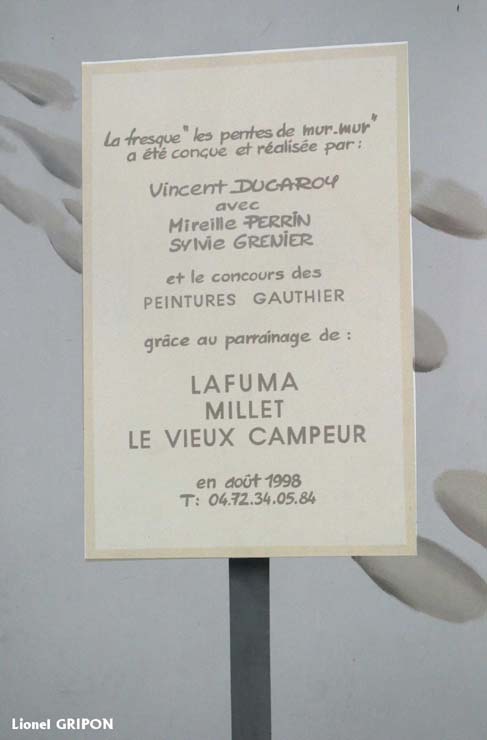 La fresque "les pentes de mur-mur"
a été conçue et réalisée par :
Vincent DUCAROY
avec
Mireille PERRIN
Sylvie GRENIER
et le concours des
PEINTURES GAUTHIER
grâce au parrainage de :
LAFUMA
MILLET
LE VIEUX CAMPEUR
en août 1998
T: 04.72.34.05.84
Lionel GRIPON